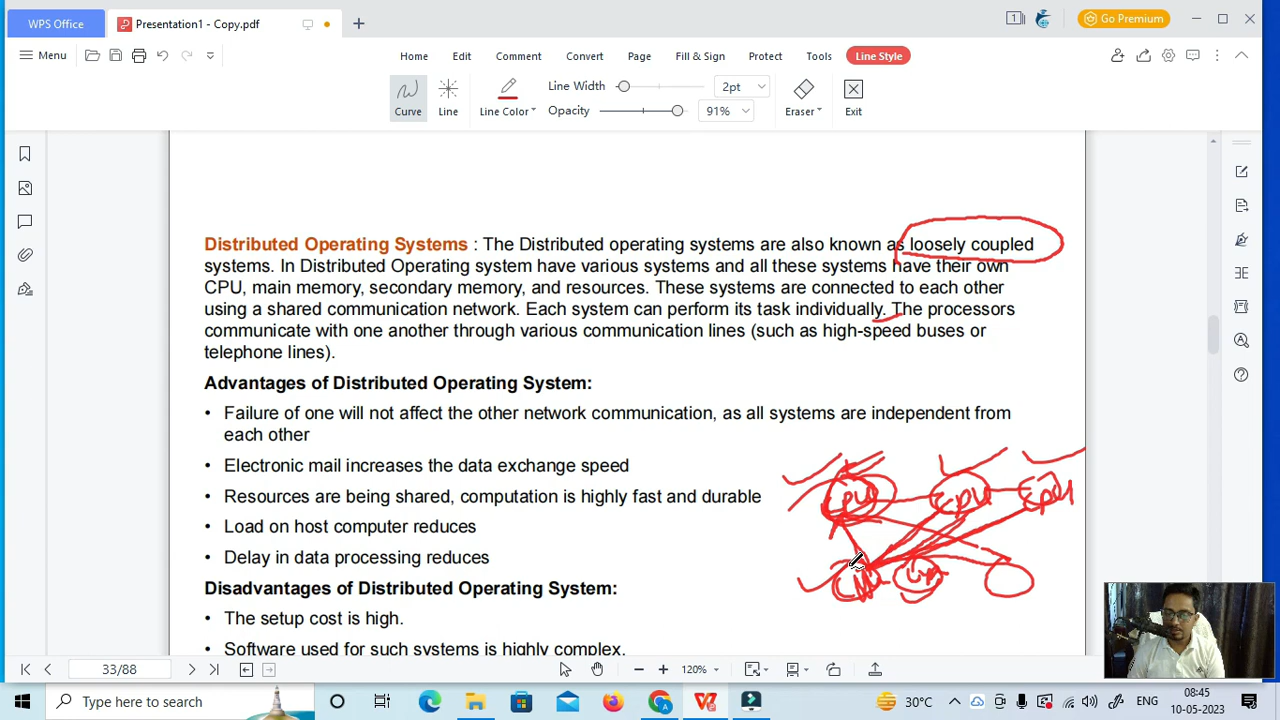 WPS Office
Presentation1 - Copy.pdf
1
Go Premium
Menu
Home
Edit
Comment
Convert
Page
Fill & Sign
Protect
Tools
Line Style
Curve
Line
Line Color
Line Width
2pt
Opacity
91%
Eraser
Exit
Distributed Operating Systems : The Distributed operating systems are also known as loosely coupled
systems. In Distributed Operating system have various systems and all these systems have their own
CPU, main memory, secondary memory, and resources. These systems are connected to each other
using a shared communication network. Each system can perform its task individually. The processors
communicate with one another through various communication lines (such as high-speed buses or
telephone lines).
Advantages of Distributed Operating System:
• Failure of one will not affect the other network communication, as all systems are independent from
each other
• Electronic mail increases the data exchange speed
• Resources are being shared, computation is highly fast and durable
• Load on host computer reduces
• Delay in data processing reduces
CPU CPU CPU
Disadvantages of Distributed Operating System:
• The setup cost is high.
• Software used for such systems is highly complex.
33/88
120%
Type here to search
30°C
ENG
08:45
10-05-2023